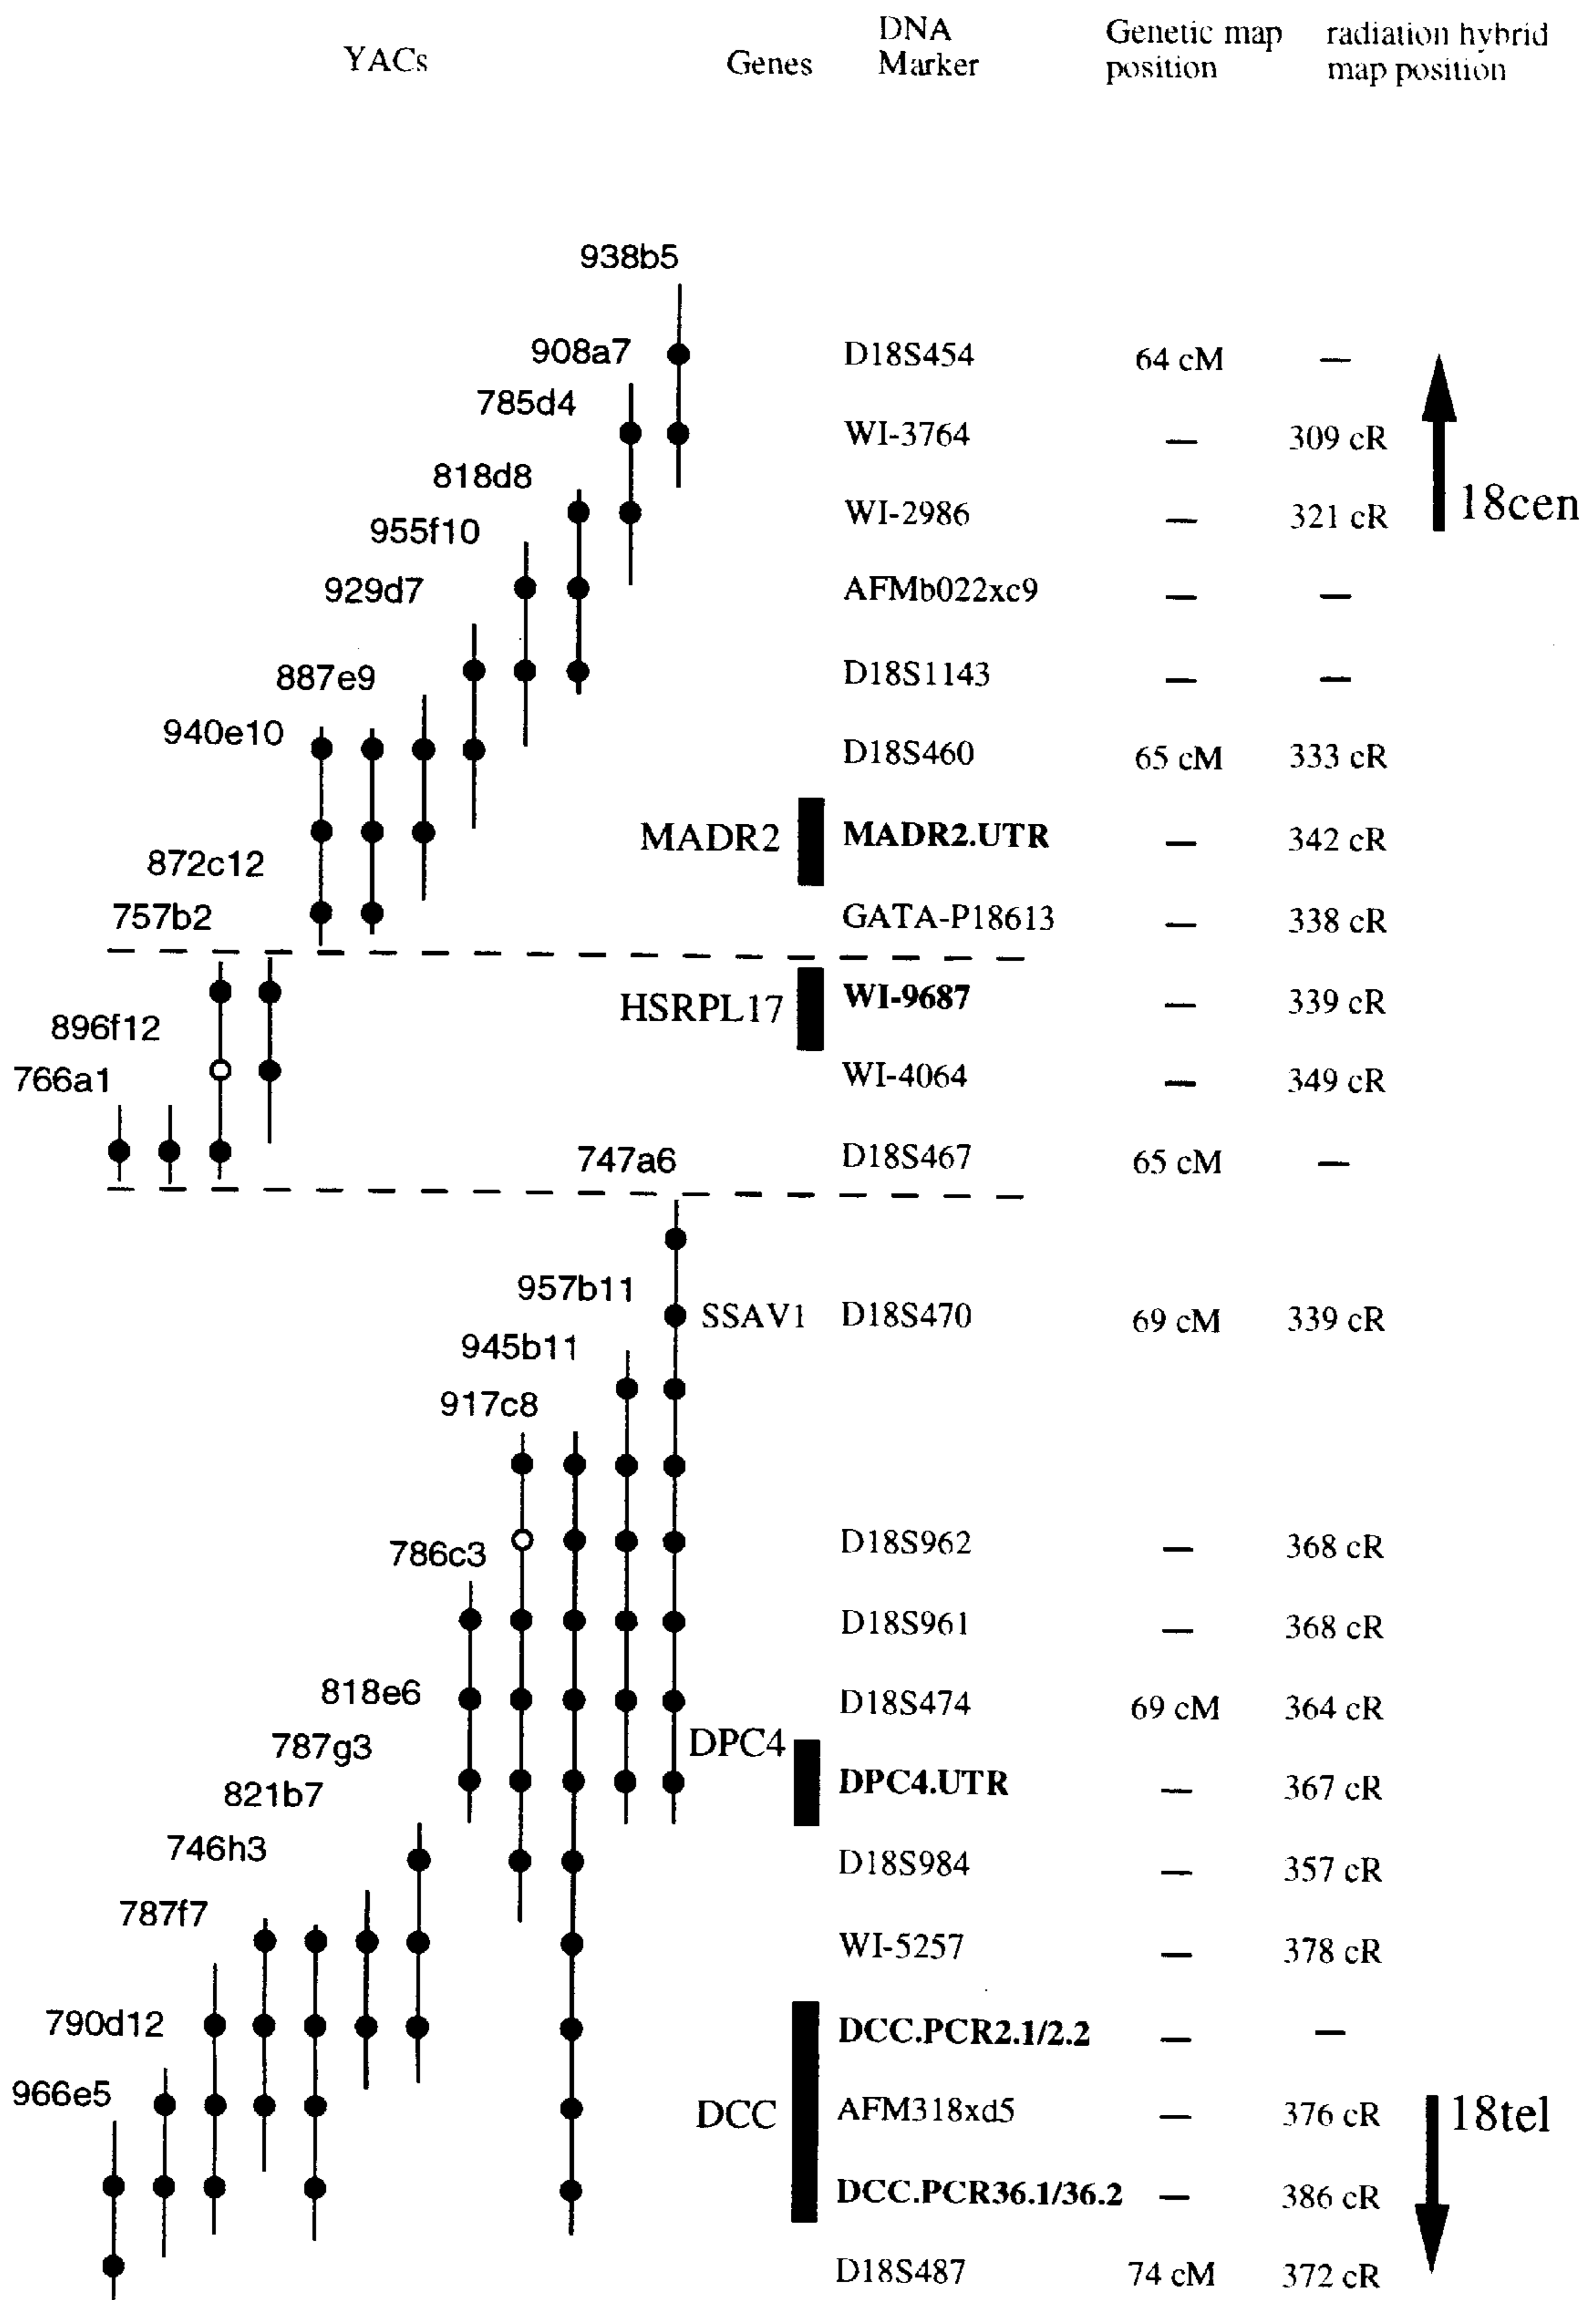 YACs Genes DNA Marker Genetic map position radiation hybrid map position
938b5
908a7 D18S454 64 cM —
785d4
WI-3764 — 309 cR
818d8
WI-2986 — 321 cR 18cen
955f10
929d7 AFMb022xc9 — —
887e9 D18S1143 — —
940e10 D18S460 65 cM 333 cR
MADR2 MADR2.UTR — 342 cR
872c12
757b2 GATA-P18613 — 338 cR
HSRPL17 WI-9687 — 339 cR
896f12
766a1 WI-4064 — 349 cR
747a6 D18S467 65 cM —
957b11
SSAV1 D18S470 69 cM 339 cR
945b11
917c8
786c3 D18S962 — 368 cR
D18S961 — 368 cR
818e6 D18S474 69 cM 364 cR
787g3 DPC4
821b7 DPC4.UTR — 367 cR
746h3 D18S984 — 357 cR
787f7
WI-5257 — 378 cR
790d12 DCC.PCR2.1/2.2 — —
966e5 DCC AFM318xd5 — 376 cR 18tel
DCC.PCR36.1/36.2 — 386 cR
D18S487 74 cM 372 cR